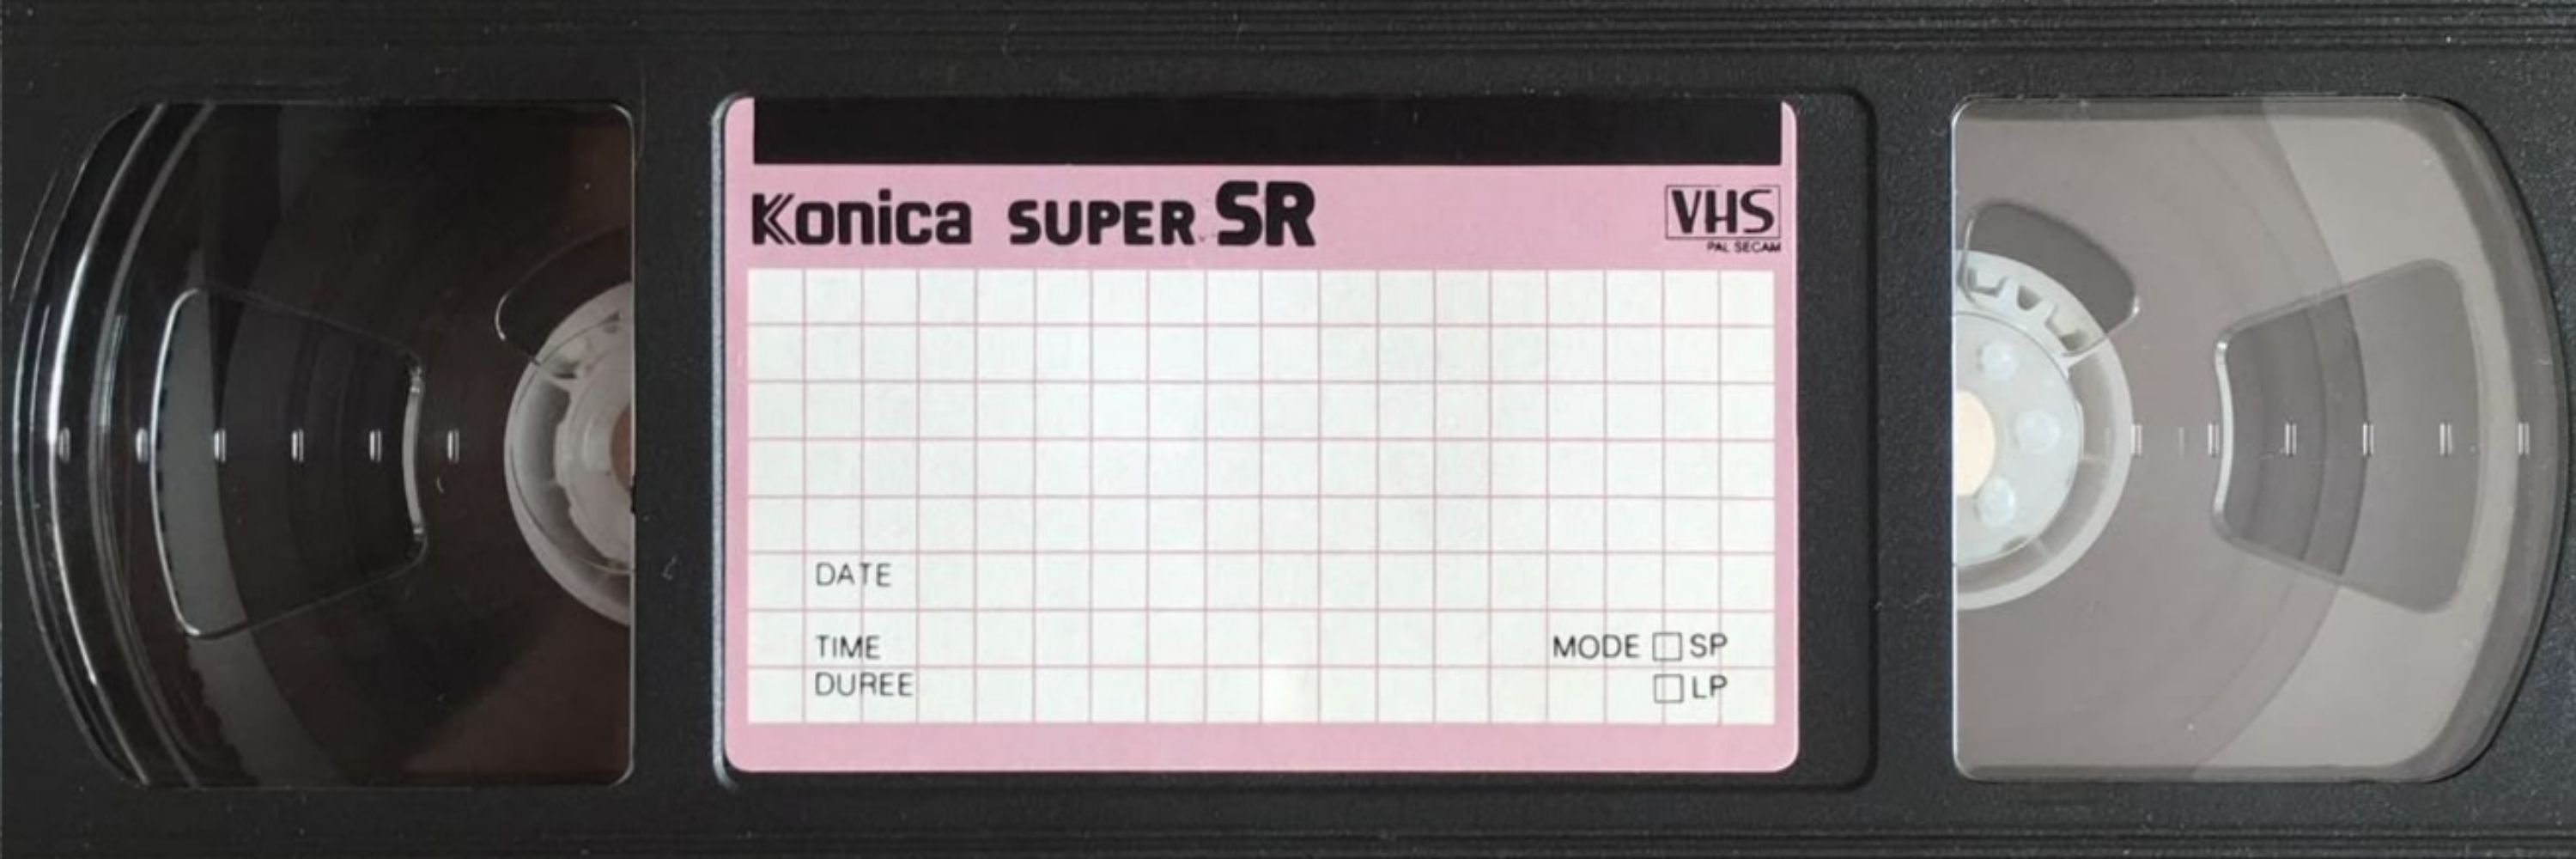 Konica SUPER SR
VHS
PAL SECAM
DATE
TIME
DUREE
MODE □ SP
□ LP